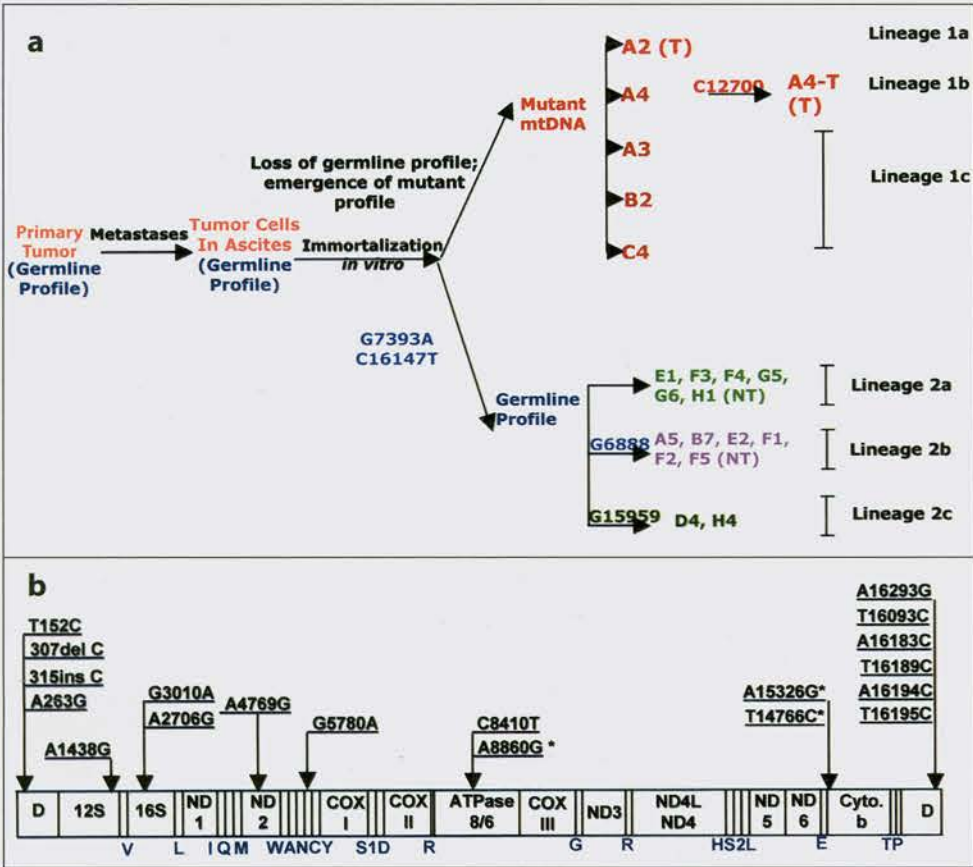 a
A2 (T)
Lineage 1a
C12700
A4-T
(T)
Lineage 1b
A4
Mutant
mtDNA
A3
Lineage 1c
B2
C4
Loss of germline profile;
emergence of mutant
profile
Primary
Tumor
(Germline
Profile)
Metastases
Tumor Cells
In Ascites
(Germline
Profile)
Immortalization
in vitro
G7393A
C16147T
Germline
Profile
E1, F3, F4, G5,
G6, H1 (NT)
Lineage 2a
G6888
A5, B7, E2, F1,
F2, F5 (NT)
Lineage 2b
G15959
D4, H4
Lineage 2c
b
T152C
307del C
315ins C
A263G
A1438G
G3010A
A2706G
A4769G
G5780A
C8410T
A8860G *
A15326G*
T14766C*
A16293G
T16093C
A16183C
T16189C
A16194C
T16195C
D
12S
16S
ND
1
ND
2
COX
I
COX
II
ATPase
8/6
COX
III
ND3
ND4L
ND4
ND
5
ND
6
Cyto.
b
D
V
L
I Q M
WANCY
S1D
R
G
R
HS2L
E
TP